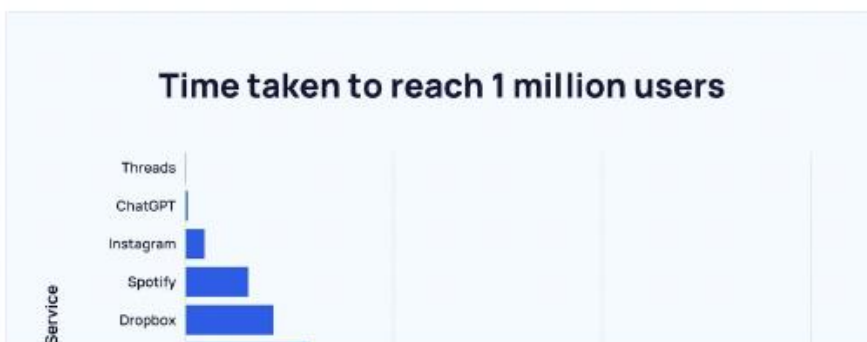 Time taken to reach 1 million users
Threads
ChatGPT
Instagram
Spotify
Dropbox
Service